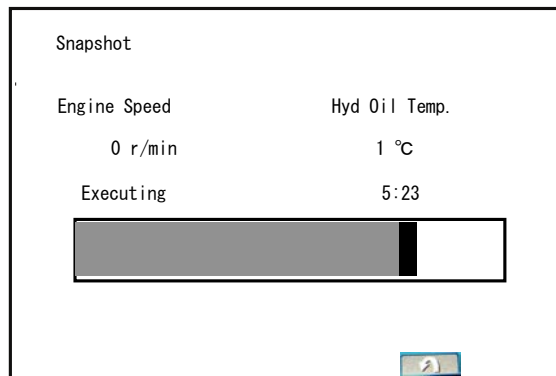 Snapshot
Engine Speed Hyd Oil Temp.
0 r/min 1 ℃
Executing 5:23